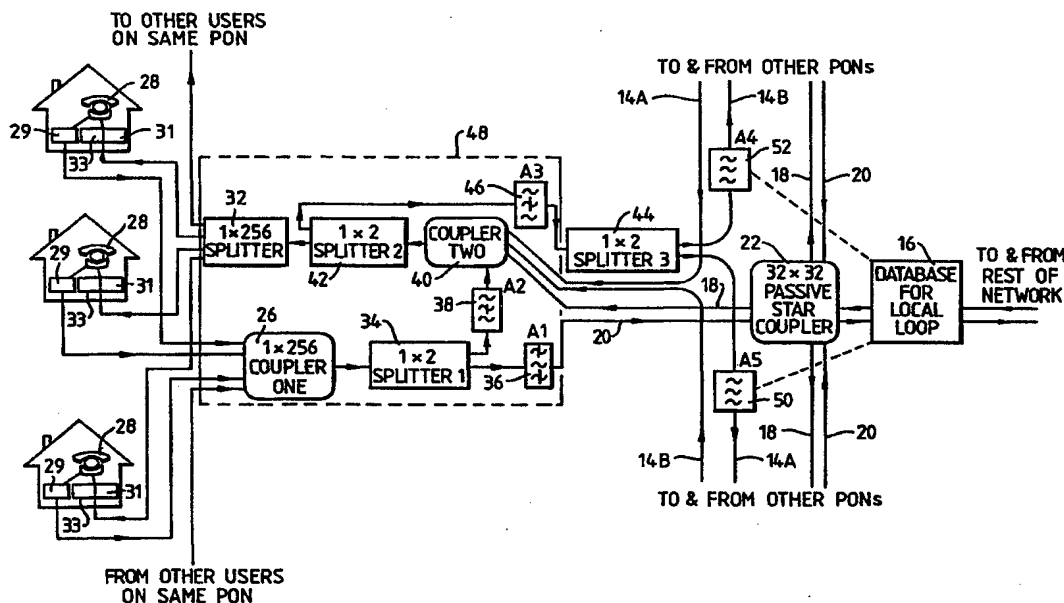 TO OTHER USERS
ON SAME PON
28
29
31
33
28
29
31
33
28
29
31
33
FROM OTHER USERS
ON SAME PON
48
32
1×256
SPLITTER
1×2
SPLITTER 2
42
COUPLER
TWO
40
A3
46
A2
38
26
1×256
COUPLER
ONE
34
1×2
SPLITTER 1
A1
36
44
1×2
SPLITTER 3
TO & FROM OTHER PONs
14A
14B
A4
52
18
20
22
32×32
PASSIVE
STAR
COUPLER
16
DATABASE
FOR
LOCAL
LOOP
TO & FROM
REST OF
NETWORK
18
20
A5
50
18
20
14B
14A
TO & FROM OTHER PONs